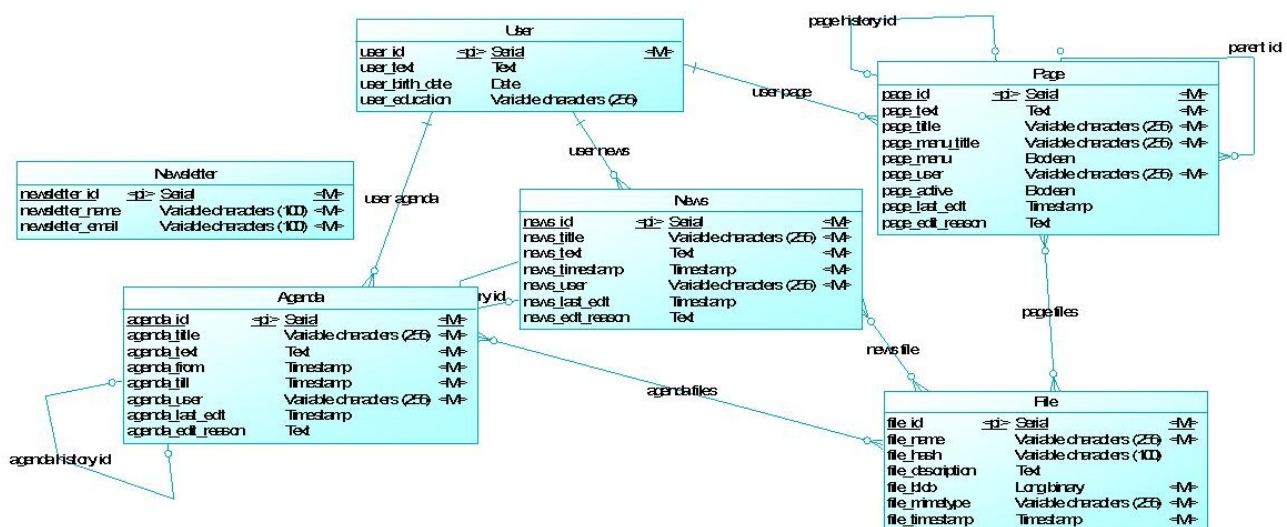 User
user_id <pi> Serial <M>
user_text Text
user_birth_date Date
user_education Variable characters (256)
page history id
parent id
Page
page_id <pi> Serial <M>
page_text Text <M>
page_title Variable characters (256) <M>
page_menu_title Variable characters (256) <M>
page_menu Boolean
page_user Variable characters (256) <M>
page_active Boolean
page_last_edit Timestamp
page_edit_reason Text
user page
user news
user agenda
Newsletter
newsletter_id <pi> Serial <M>
newsletter_name Variable characters (100) <M>
newsletter_email Variable characters (100) <M>
News
news_id <pi> Serial <M>
news_title Variable characters (256) <M>
news_text Text <M>
news_timestamp Timestamp <M>
news_user Variable characters (256) <M>
news_last_edit Timestamp
news_edit_reason Text
ry id
Agenda
agenda_id <pi> Serial <M>
agenda_title Variable characters (256) <M>
agenda_text Text <M>
agenda_from Timestamp <M>
agenda_till Timestamp <M>
agenda_user Variable characters (256) <M>
agenda_last_edit Timestamp
agenda_edit_reason Text
agenda history id
page files
news file
agenda files
File
file_id <pi> Serial <M>
file_name Variable characters (256) <M>
file_hash Variable characters (100)
file_description Text
file_blob Long binary <M>
file_mimetype Variable characters (256) <M>
file_timestamp Timestamp <M>